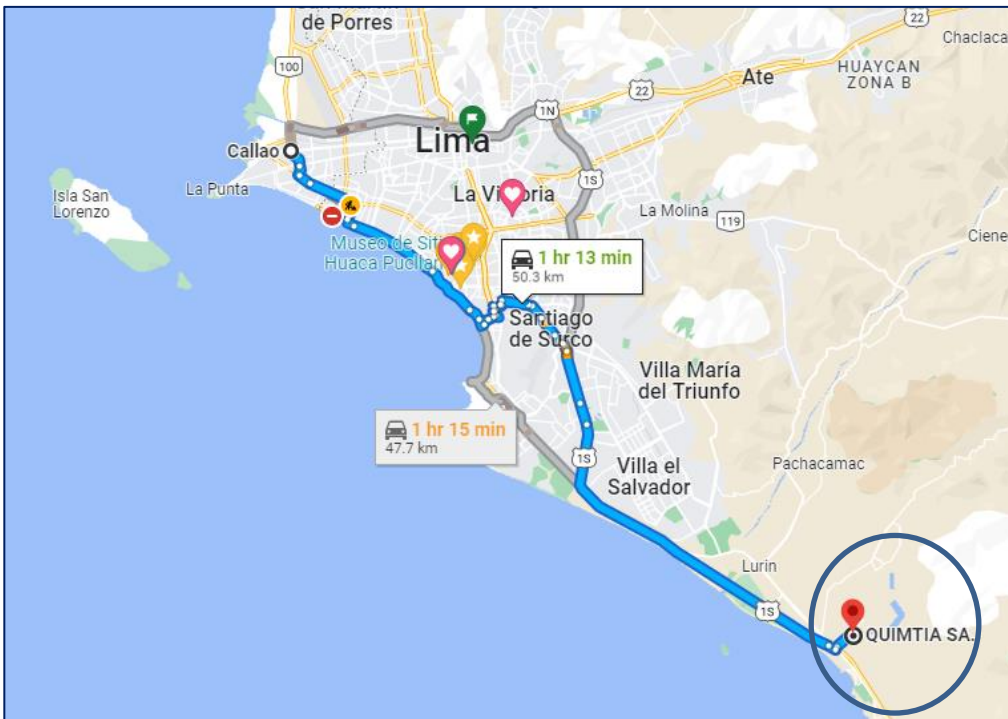 de Porres
22
Chaclaca
100
22
Ate
HUAYCAN
ZONA B
1N
Lima
Callao
1S
La Victoria
La Punta
Isla San
Lorenzo
La Molina
119
Ciene
Museo de Siti
Huaca Pucllan
1 hr 13 min
50.3 km
Santiago
de Surco
Villa María
del Triunfo
1 hr 15 min
47.7 km
1S
Villa el
Salvador
Pachacamac
Lurin
1S
QUIMTIA SA.